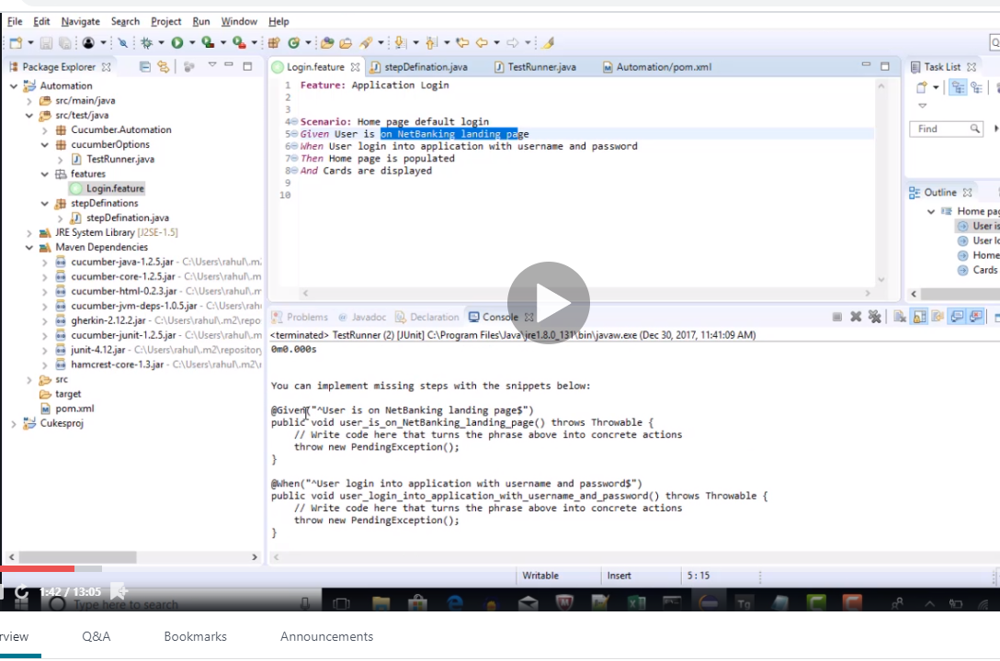 File Edit Navigate Search Project Run Window Help
Package Explorer
Automation
src/main/java
src/test/java
Cucumber.Automation
cucumberOptions
TestRunner.java
features
Login.feature
stepDefinations
stepDefination.java
JRE System Library [J2SE-1.5]
Maven Dependencies
cucumber-java-1.2.5.jar - C:\Users\rahul\.m
cucumber-core-1.2.5.jar - C:\Users\rahul\.m
cucumber-html-0.2.3.jar - C:\Users\rahul\.m
cucumber-jvm-deps-1.0.5.jar - C:\Users\rah
gherkin-2.12.2.jar - C:\Users\rahul\.m2\repo
cucumber-junit-1.2.5.jar - C:\Users\rahul\.m
junit-4.12.jar - C:\Users\rahul\.m2\repository
hamcrest-core-1.3.jar - C:\Users\rahul\.m2\
src
target
pom.xml
Cukesproj
Login.feature stepDefination.java TestRunner.java Automation/pom.xml
1 Feature: Application Login
2
3
4 Scenario: Home page default login
5 Given User is on NetBanking landing page
6 When User login into application with username and password
7 Then Home page is populated
8 And Cards are displayed
9
10
Task List
Find
Outline
Home pag
User is
User lo
Home
Cards
Problems Javadoc Declaration Console
<terminated> TestRunner (2) [JUnit] C:\Program Files\Java\jre1.8.0_131\bin\javaw.exe (Dec 30, 2017, 11:41:09 AM)
0m0.000s
You can implement missing steps with the snippets below:
@Given("^User is on NetBanking landing page$")
public void user_is_on_NetBanking_landing_page() throws Throwable {
// Write code here that turns the phrase above into concrete actions
throw new PendingException();
}
@When("^User login into application with username and password$")
public void user_login_into_application_with_username_and_password() throws Throwable {
// Write code here that turns the phrase above into concrete actions
throw new PendingException();
}
Writable Insert 5 : 15
1:42 / 13:05
Type here to search
rview Q&A Bookmarks Announcements